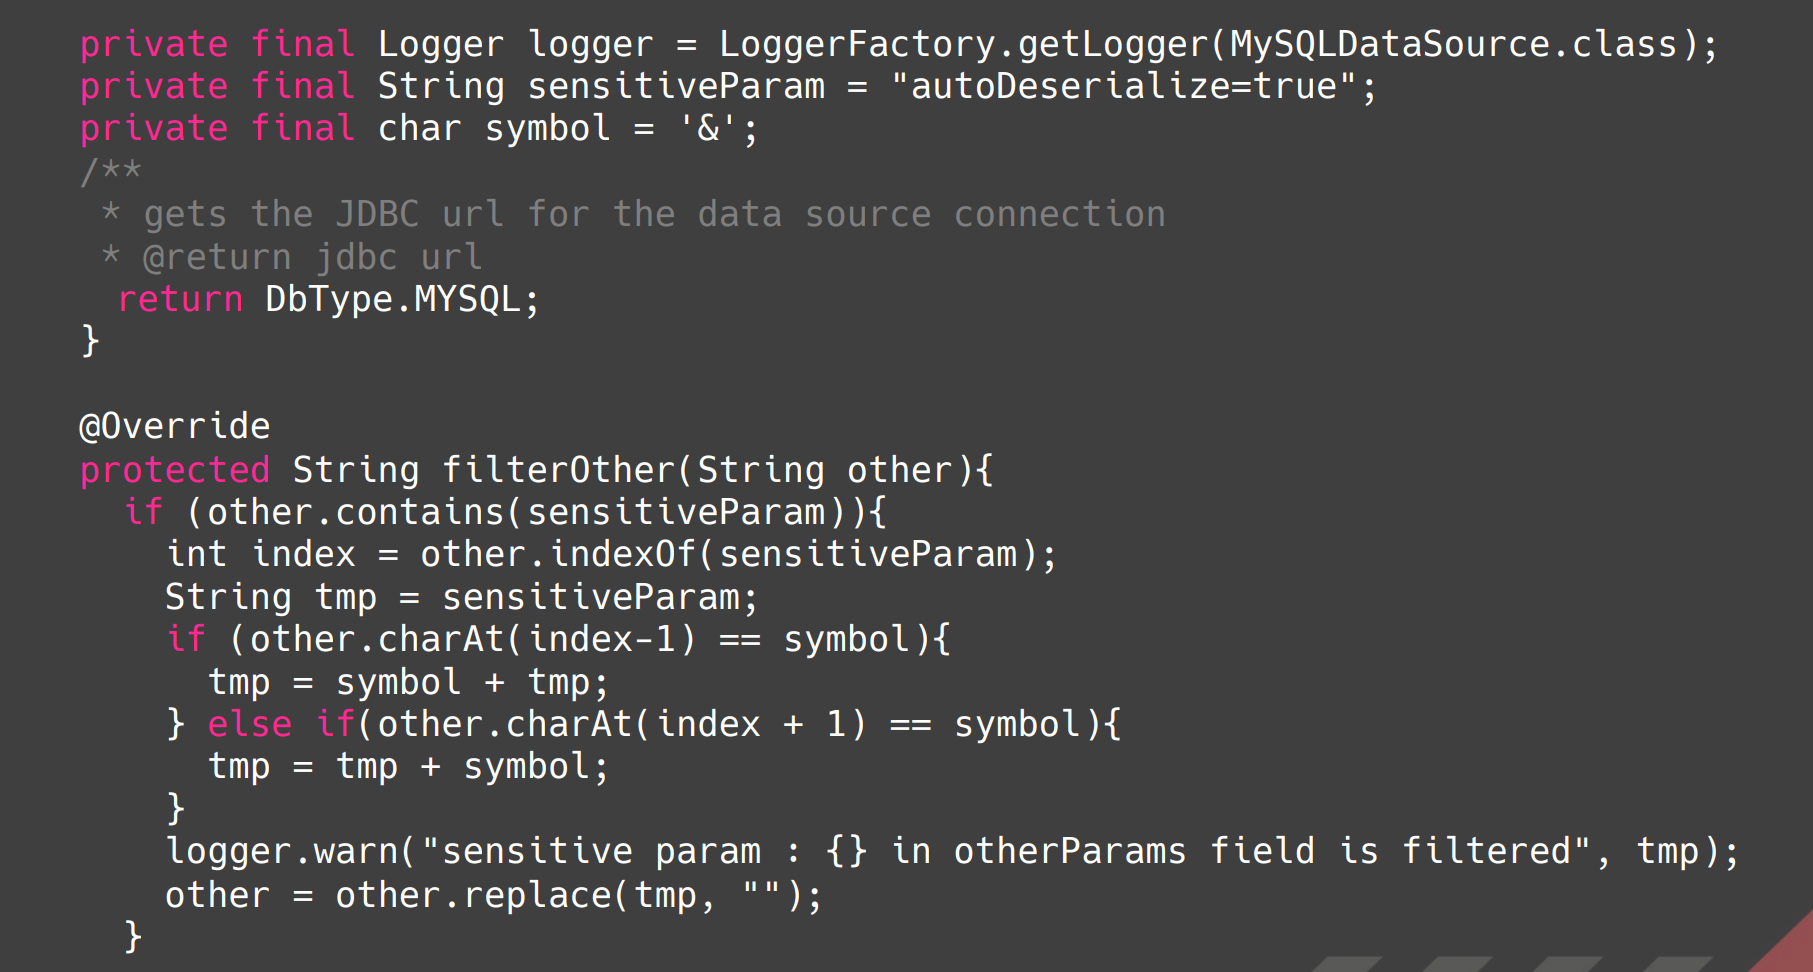 private final Logger logger = LoggerFactory.getLogger(MySQLDataSource.class);
private final String sensitiveParam = "autoDeserialize=true";
private final char symbol = '&';
/**
 * gets the JDBC url for the data source connection
 * @return jdbc url
  return DbType.MYSQL;
}

@Override
protected String filterOther(String other){
  if (other.contains(sensitiveParam)){
    int index = other.indexOf(sensitiveParam);
    String tmp = sensitiveParam;
    if (other.charAt(index-1) == symbol){
      tmp = symbol + tmp;
    } else if(other.charAt(index + 1) == symbol){
      tmp = tmp + symbol;
    }
    logger.warn("sensitive param : {} in otherParams field is filtered", tmp);
    other = other.replace(tmp, "");
  }